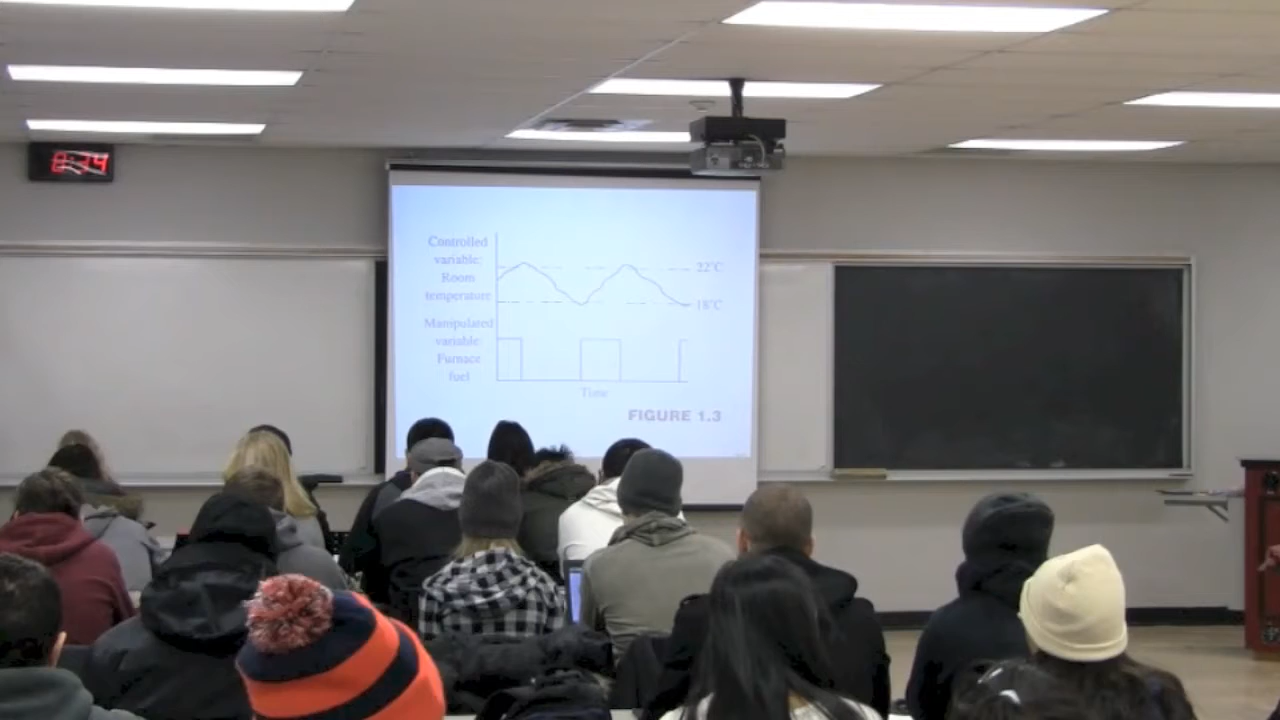 Controlled
variable:
Room
temperature
22°C
18°C
Manipulated
variable:
Furnace
fuel
Time
FIGURE 1.3